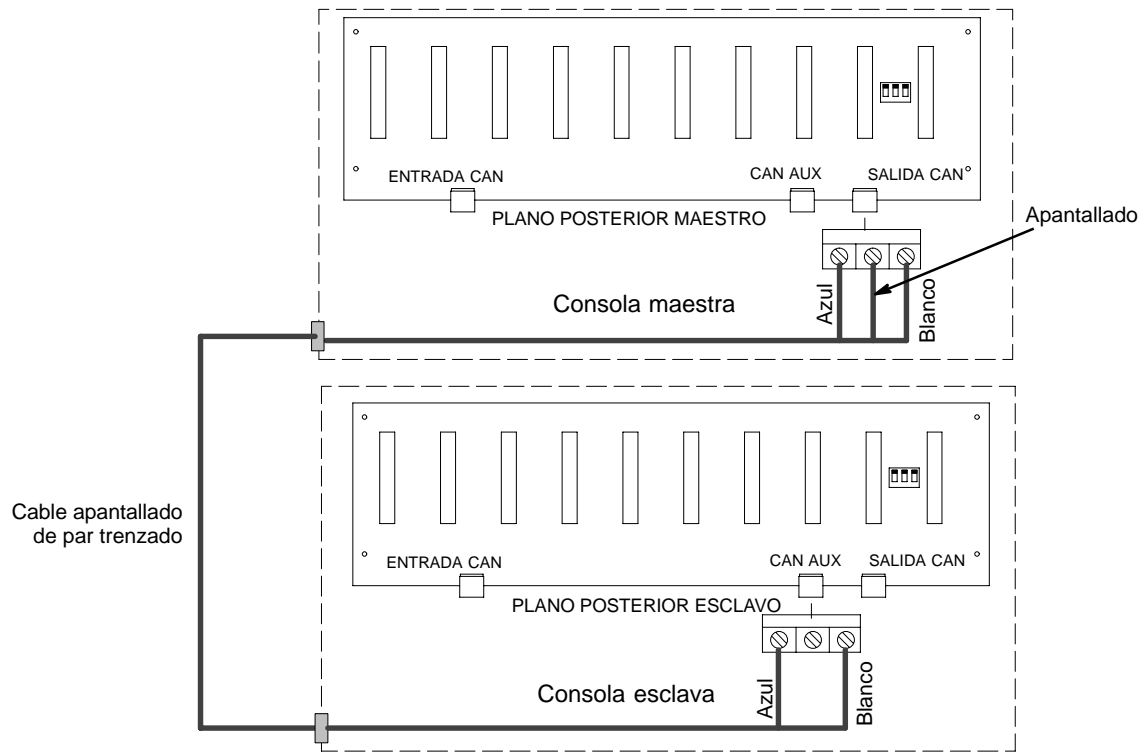 ENTRADA CAN
CAN AUX
SALIDA CAN
PLANO POSTERIOR MAESTRO
Apantallado
Azul
Blanco
Consola maestra
Cable apantallado
de par trenzado
ENTRADA CAN
CAN AUX
SALIDA CAN
PLANO POSTERIOR ESCLAVO
Azul
Blanco
Consola esclava